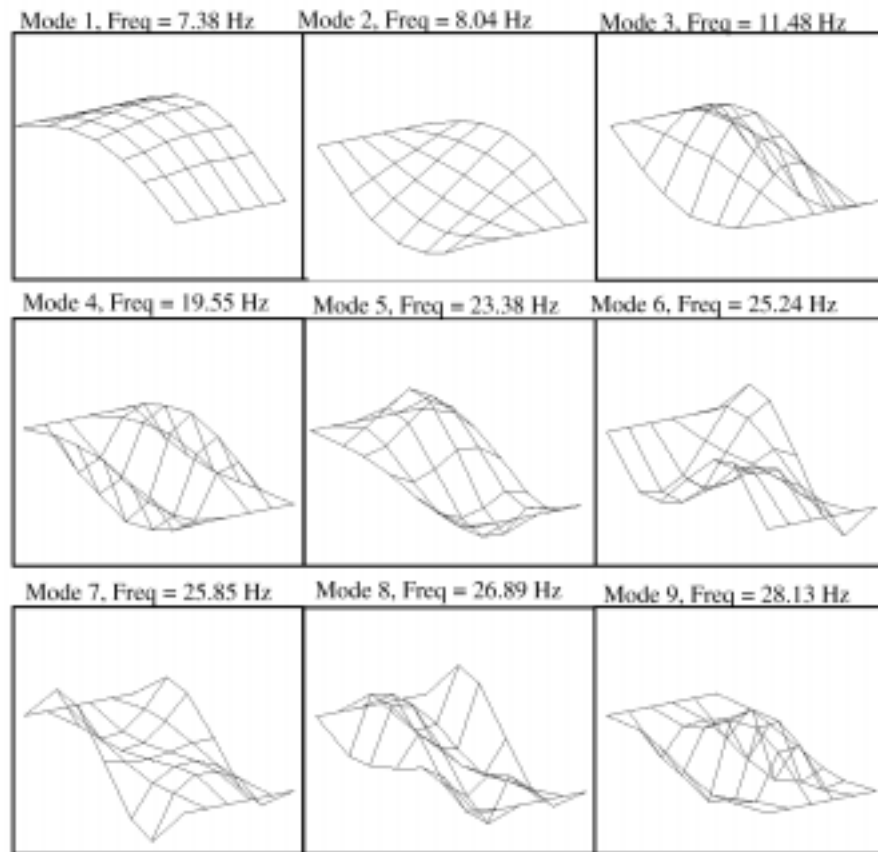 Mode 1, Freq = 7.38 Hz
Mode 2, Freq = 8.04 Hz
Mode 3, Freq = 11.48 Hz
Mode 4, Freq = 19.55 Hz
Mode 5, Freq = 23.38 Hz
Mode 6, Freq = 25.24 Hz
Mode 7, Freq = 25.85 Hz
Mode 8, Freq = 26.89 Hz
Mode 9, Freq = 28.13 Hz